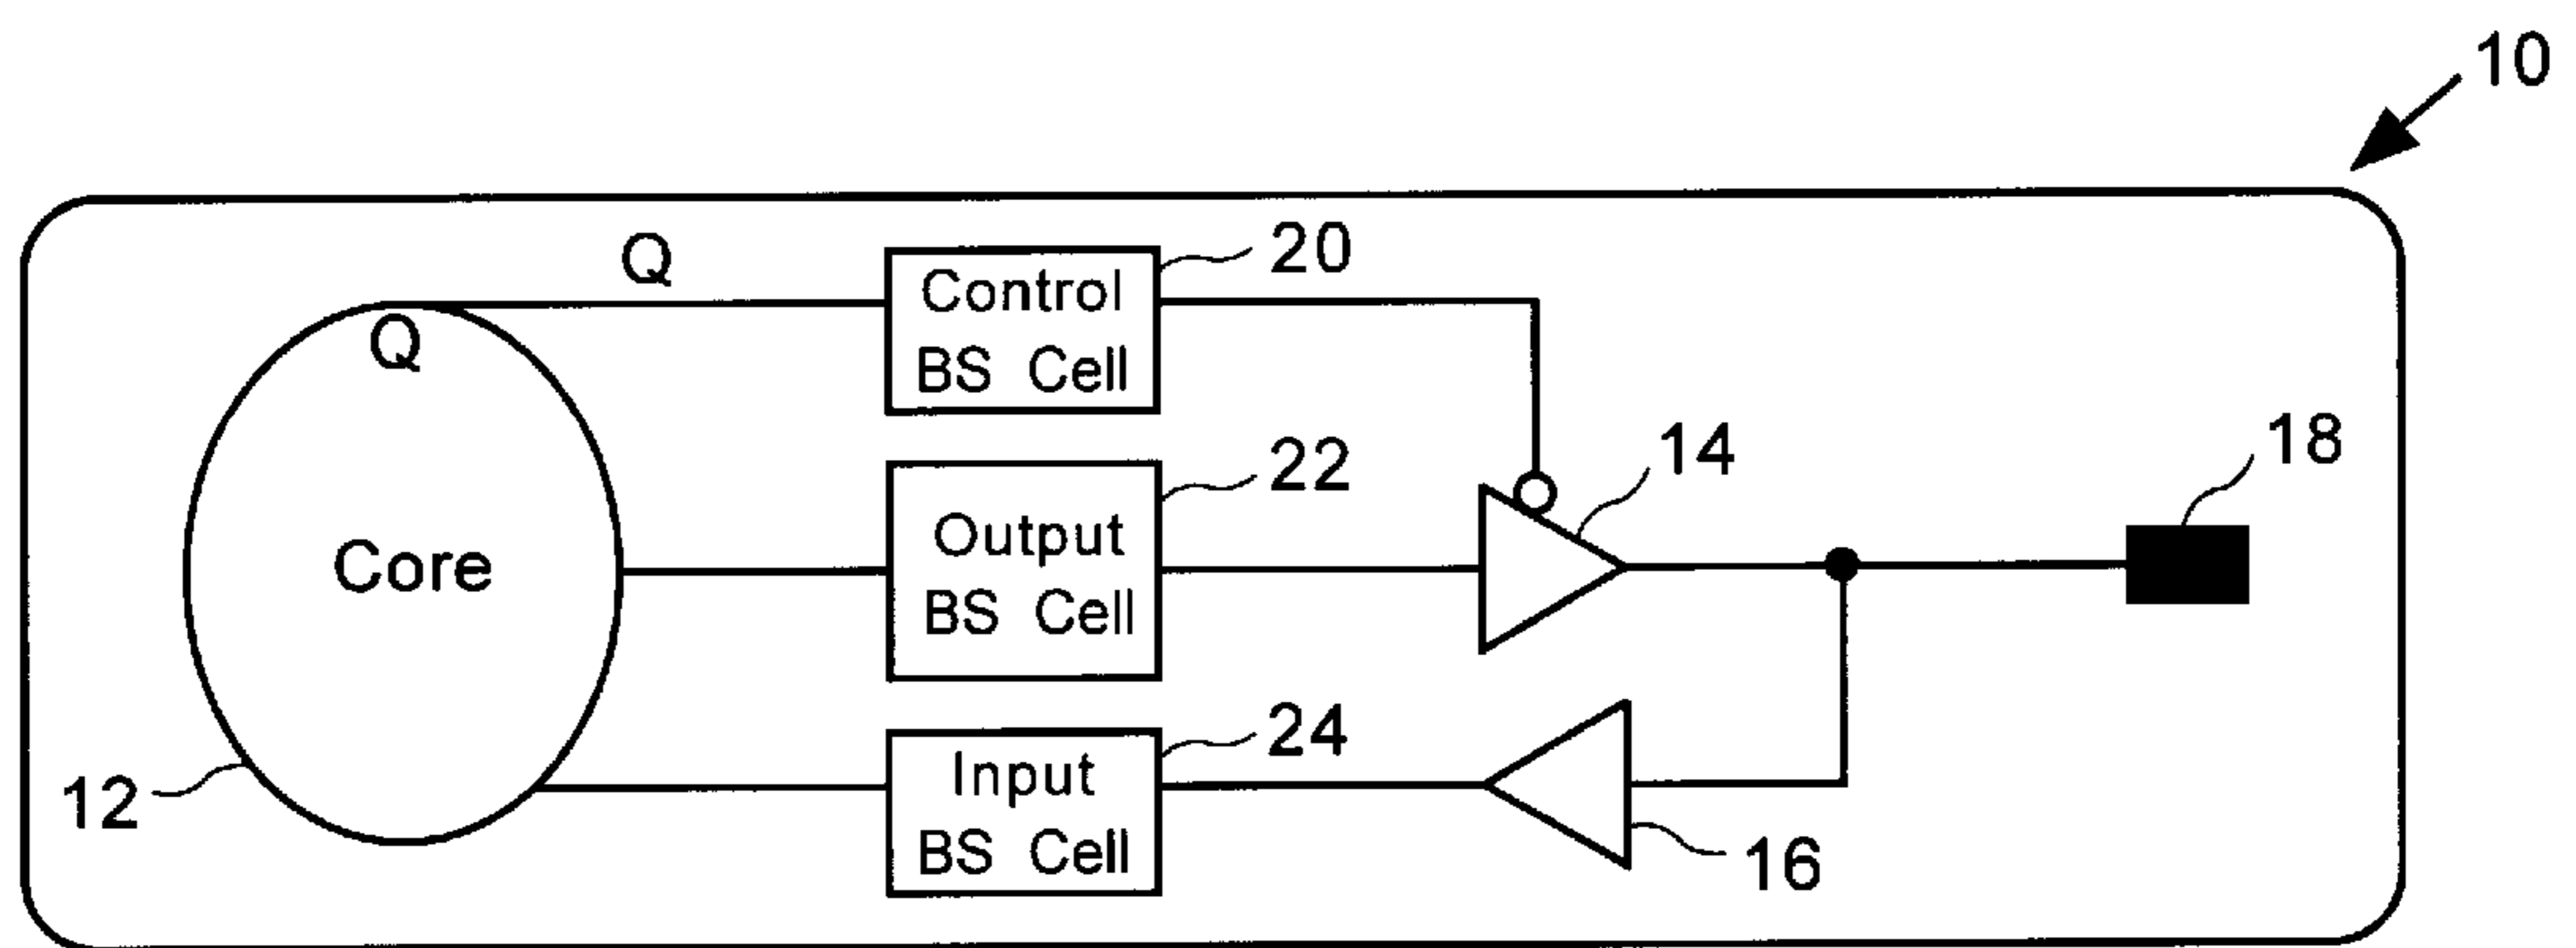 10
Q
Control
BS Cell
20
Q
Output
BS Cell
22
14
18
Core
Input
BS Cell
24
12
16